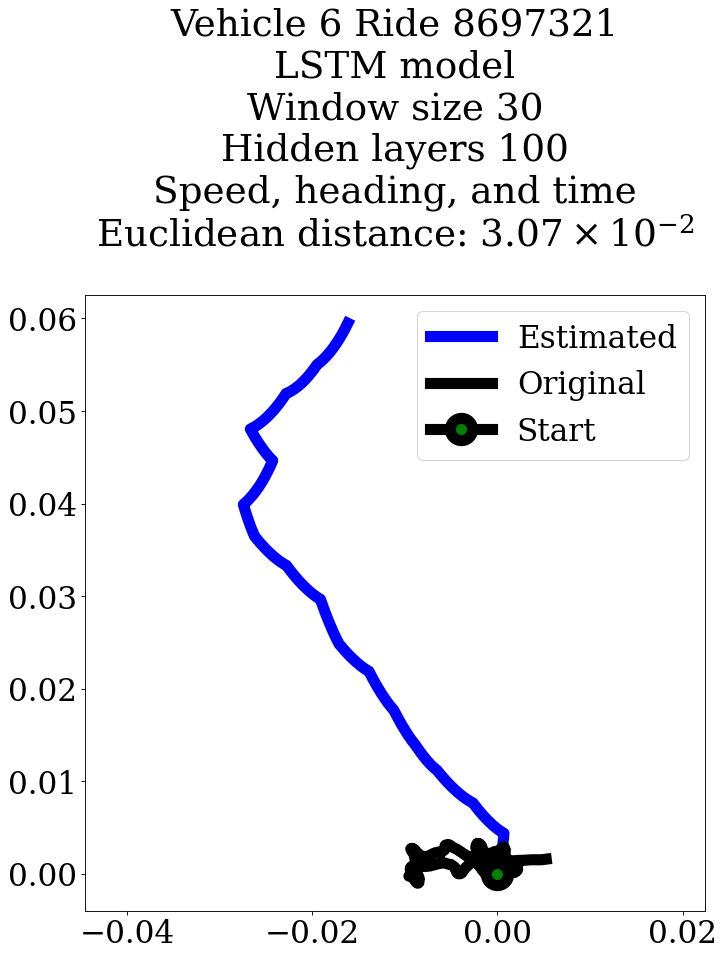 Vehicle 6 Ride 8697321
LSTM model
Window size 30
Hidden layers 100
Speed, heading, and time
Euclidean distance: 3.07 × 10⁻²
Estimated
Original
Start
0.06
0.05
0.04
0.03
0.02
0.01
0.00
−0.04 −0.02 0.00 0.02